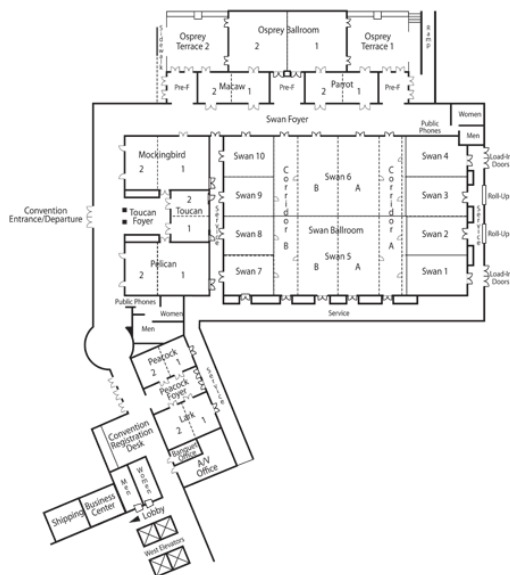 Osprey Ballroom
Osprey
Terrace 2
2
1
Osprey
Terrace 1
Sidewalk
Ramp
Pre-F
2
1
Macaw
Pre-F
Parrot
2
1
Pre-F
Swan Foyer
Public
Phones
Women
Men
Mockingbird
2
1
Swan 10
Swan 6
Swan 4
Load-In
Doors
Corridor B
B
A
Corridor A
Swan 9
Swan 3
Roll-Up
Convention
Entrance/Departure
Toucan
Foyer
2
Toucan
1
Service
Swan 8
Swan Ballroom
Swan 2
Roll-Up
Pelican
2
1
Swan 5
B
A
Swan 7
Swan 1
Load-In
Doors
Public Phones
Women
Men
Service
Peacock
2
1
Peacock
Foyer
Service
Lark
2
1
Convention
Registration
Desk
Banquet
Office
A/V
Office
Men
Women
Shipping
Business
Center
Lobby
West Elevators